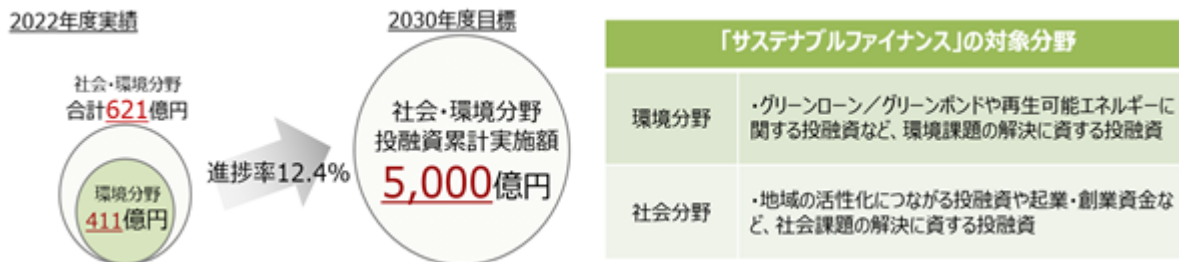 2022年度実績
社会・環境分野
合計621億円
環境分野
411億円
進捗率12.4%
2030年度目標
社会・環境分野
投融資累計実施額
5,000億円
「サステナブルファイナンス」の対象分野
環境分野
・グリーンローン／グリーンボンドや再生可能エネルギーに
関する投融資など、環境課題の解決に資する投融資
社会分野
・地域の活性化につながる投融資や起業・創業資金な
ど、社会課題の解決に資する投融資